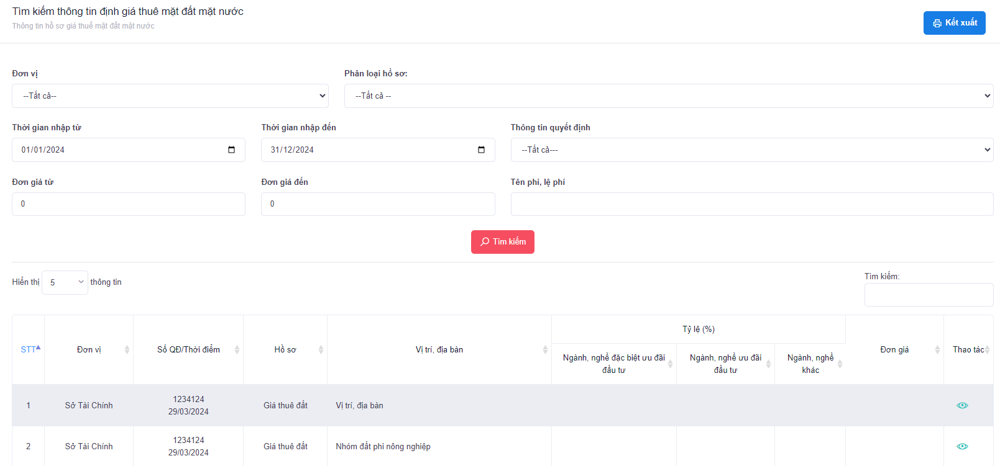 Tìm kiếm thông tin định giá thuê mặt đất mặt nước
Thông tin hồ sơ giá thuế mặt đất mặt nước
Kết xuất
Đơn vị
Phân loại hồ sơ:
--Tất cả--
--Tất cả --
Thời gian nhập từ
Thời gian nhập đến
Thông tin quyết định
01/01/2024
31/12/2024
--Tất cả---
Đơn giá từ
Đơn giá đến
Tên phí, lệ phí
0
0
Tìm kiếm
Hiển thị 5 thông tin
Tìm kiếm:
STT
Đơn vị
Số QĐ/Thời điểm
Hồ sơ
Vị trí, địa bàn
Tỷ lệ (%)
Ngành, nghề đặc biệt ưu đãi
đầu tư
Ngành, nghề ưu đãi
đầu tư
Ngành, nghề
khác
Đơn giá
Thao tác
1
Sở Tài Chính
1234124
29/03/2024
Giá thuê đất
Vị trí, địa bàn
2
Sở Tài Chính
1234124
29/03/2024
Giá thuê đất
Nhóm đất phi nông nghiệp